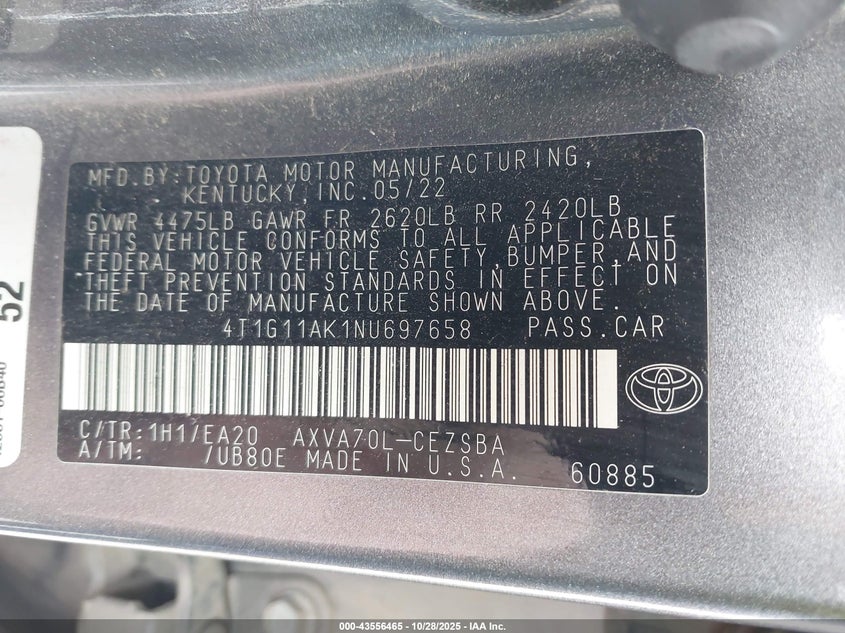 MFD.BY:TOYOTA MOTOR MANUFACTURING,
KENTUCKY,INC.05/22
GVWR 4475LB GAWR FR 2620LB RR 2420LB
THIS VEHICLE CONFORMS TO ALL APPLICABLE
FEDERAL MOTOR VEHICLE SAFETY,BUMPER,AND
THEFT PREVENTION STANDARDS IN EFFECT ON
THE DATE OF MANUFACTURE SHOWN ABOVE.
4T1G11AK1NU697658 PASS.CAR
C/TR:1H1/EA20 AXVA70L-CEZSBA
A/TM: /UB80E MADE IN U.S.A. 60885
52
000-43556465 - 10/28/2025 - IAA Inc.